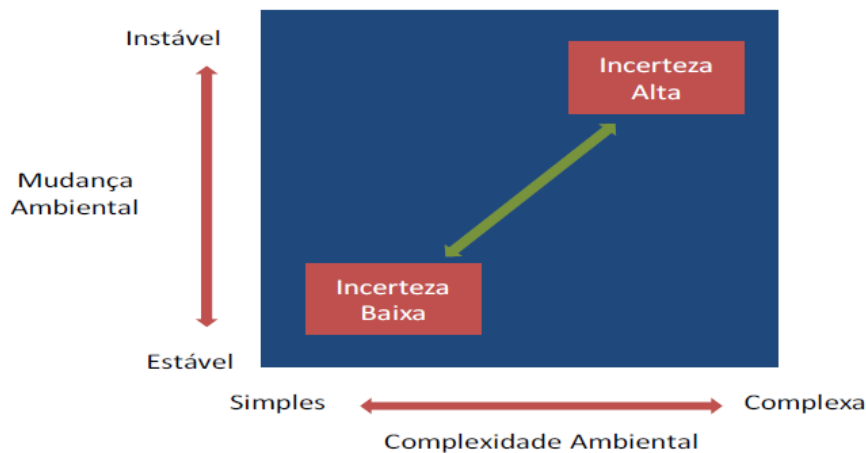 Instável
Incerteza
Alta
Mudança
Ambiental
Incerteza
Baixa
Estável
Simples
Complexa
Complexidade Ambiental